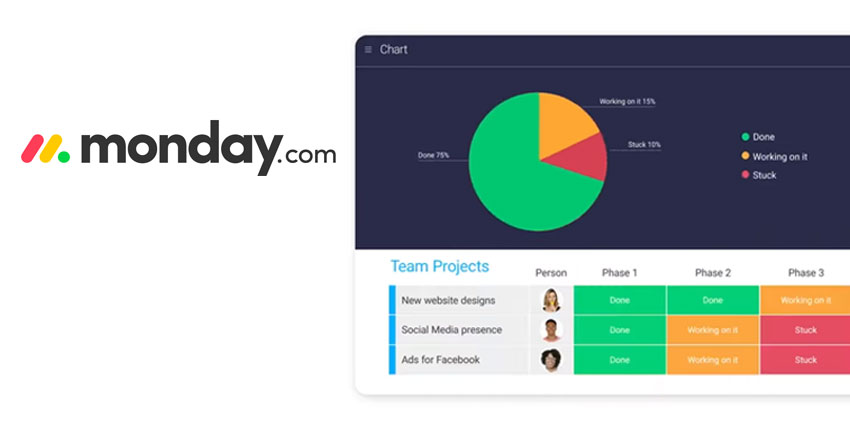 monday.com
Chart
Working on it 15%
Done 75%
Stuck 10%
Done
Working on it
Stuck
Team Projects
Person Phase 1 Phase 2 Phase 3
New website designs Done Done Working on it
Social Media presence Done Working on it Stuck
Ads for Facebook Done Working on it Stuck